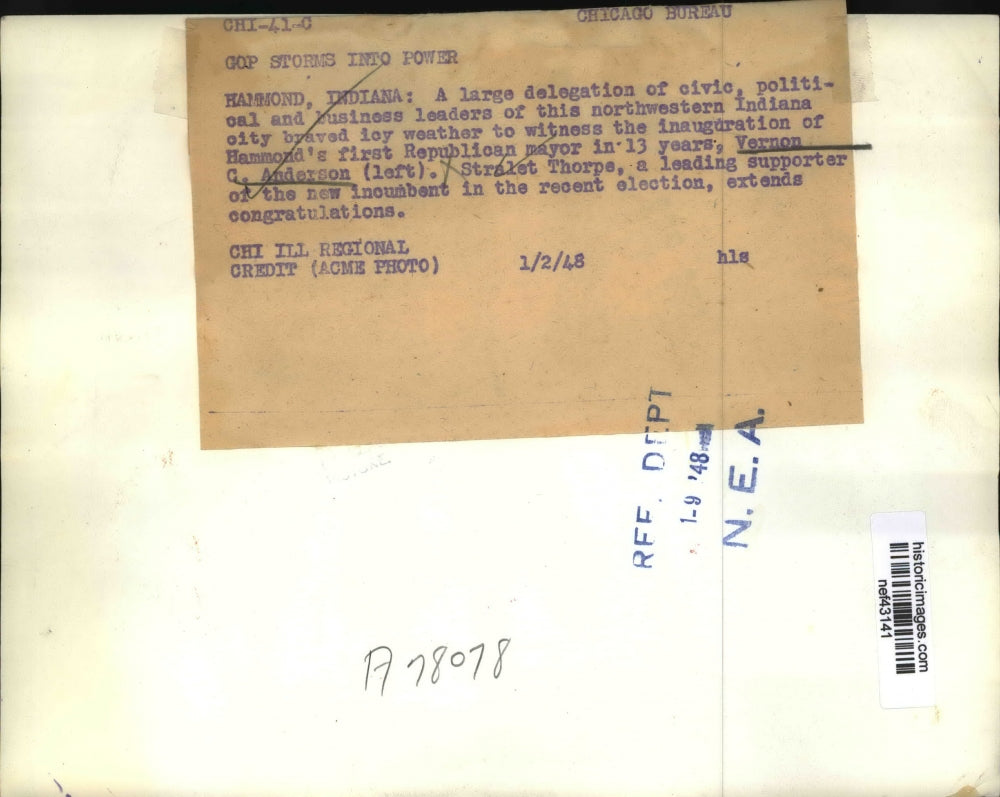 CHI-41-C CHICAGO BUREAU
GOP STORMS INTO POWER
HAMMOND, INDIANA: A large delegation of civic, politi-
cal and business leaders of this northwestern Indiana
city braved icy weather to witness the inauguration of
Hammond's first Republican mayor in 13 years, Vernon
C. Anderson (left). Stralet Thorpe, a leading supporter
of the new incumbent in the recent election, extends
congratulations.
CHI ILL REGIONAL
CREDIT (ACME PHOTO) 1/2/48 hls
REF. DEPT
1-9 '48
N. E. A.
historicimages.com
nef43141
A 78078